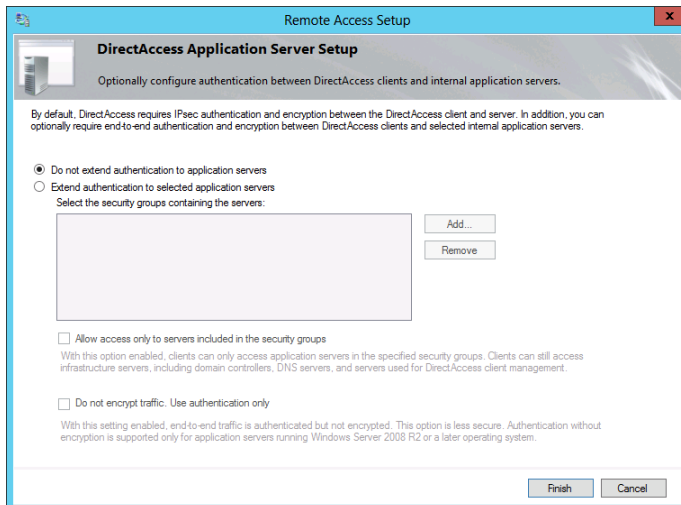 Remote Access Setup
x
DirectAccess Application Server Setup
Optionally configure authentication between DirectAccess clients and internal application servers.
By default, DirectAccess requires IPsec authentication and encryption between the DirectAccess client and server. In addition, you can
optionally require end-to-end authentication and encryption between DirectAccess clients and selected internal application servers.
Do not extend authentication to application servers
Extend authentication to selected application servers
Select the security groups containing the servers:
Add...
Remove
Allow access only to servers included in the security groups
With this option enabled, clients can only access application servers in the specified security groups. Clients can still access
infrastructure servers, including domain controllers, DNS servers, and servers used for DirectAccess client management.
Do not encrypt traffic. Use authentication only
With this setting enabled, end-to-end traffic is authenticated but not encrypted. This option is less secure. Authentication without
encryption is supported only for application servers running Windows Server 2008 R2 or a later operating system.
Finish
Cancel